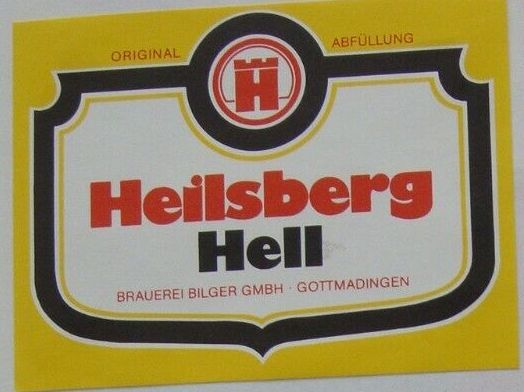 ORIGINAL ABFÜLLUNG
H
Heilsberg
Hell
BRAUEREI BILGER GMBH · GOTTMADINGEN